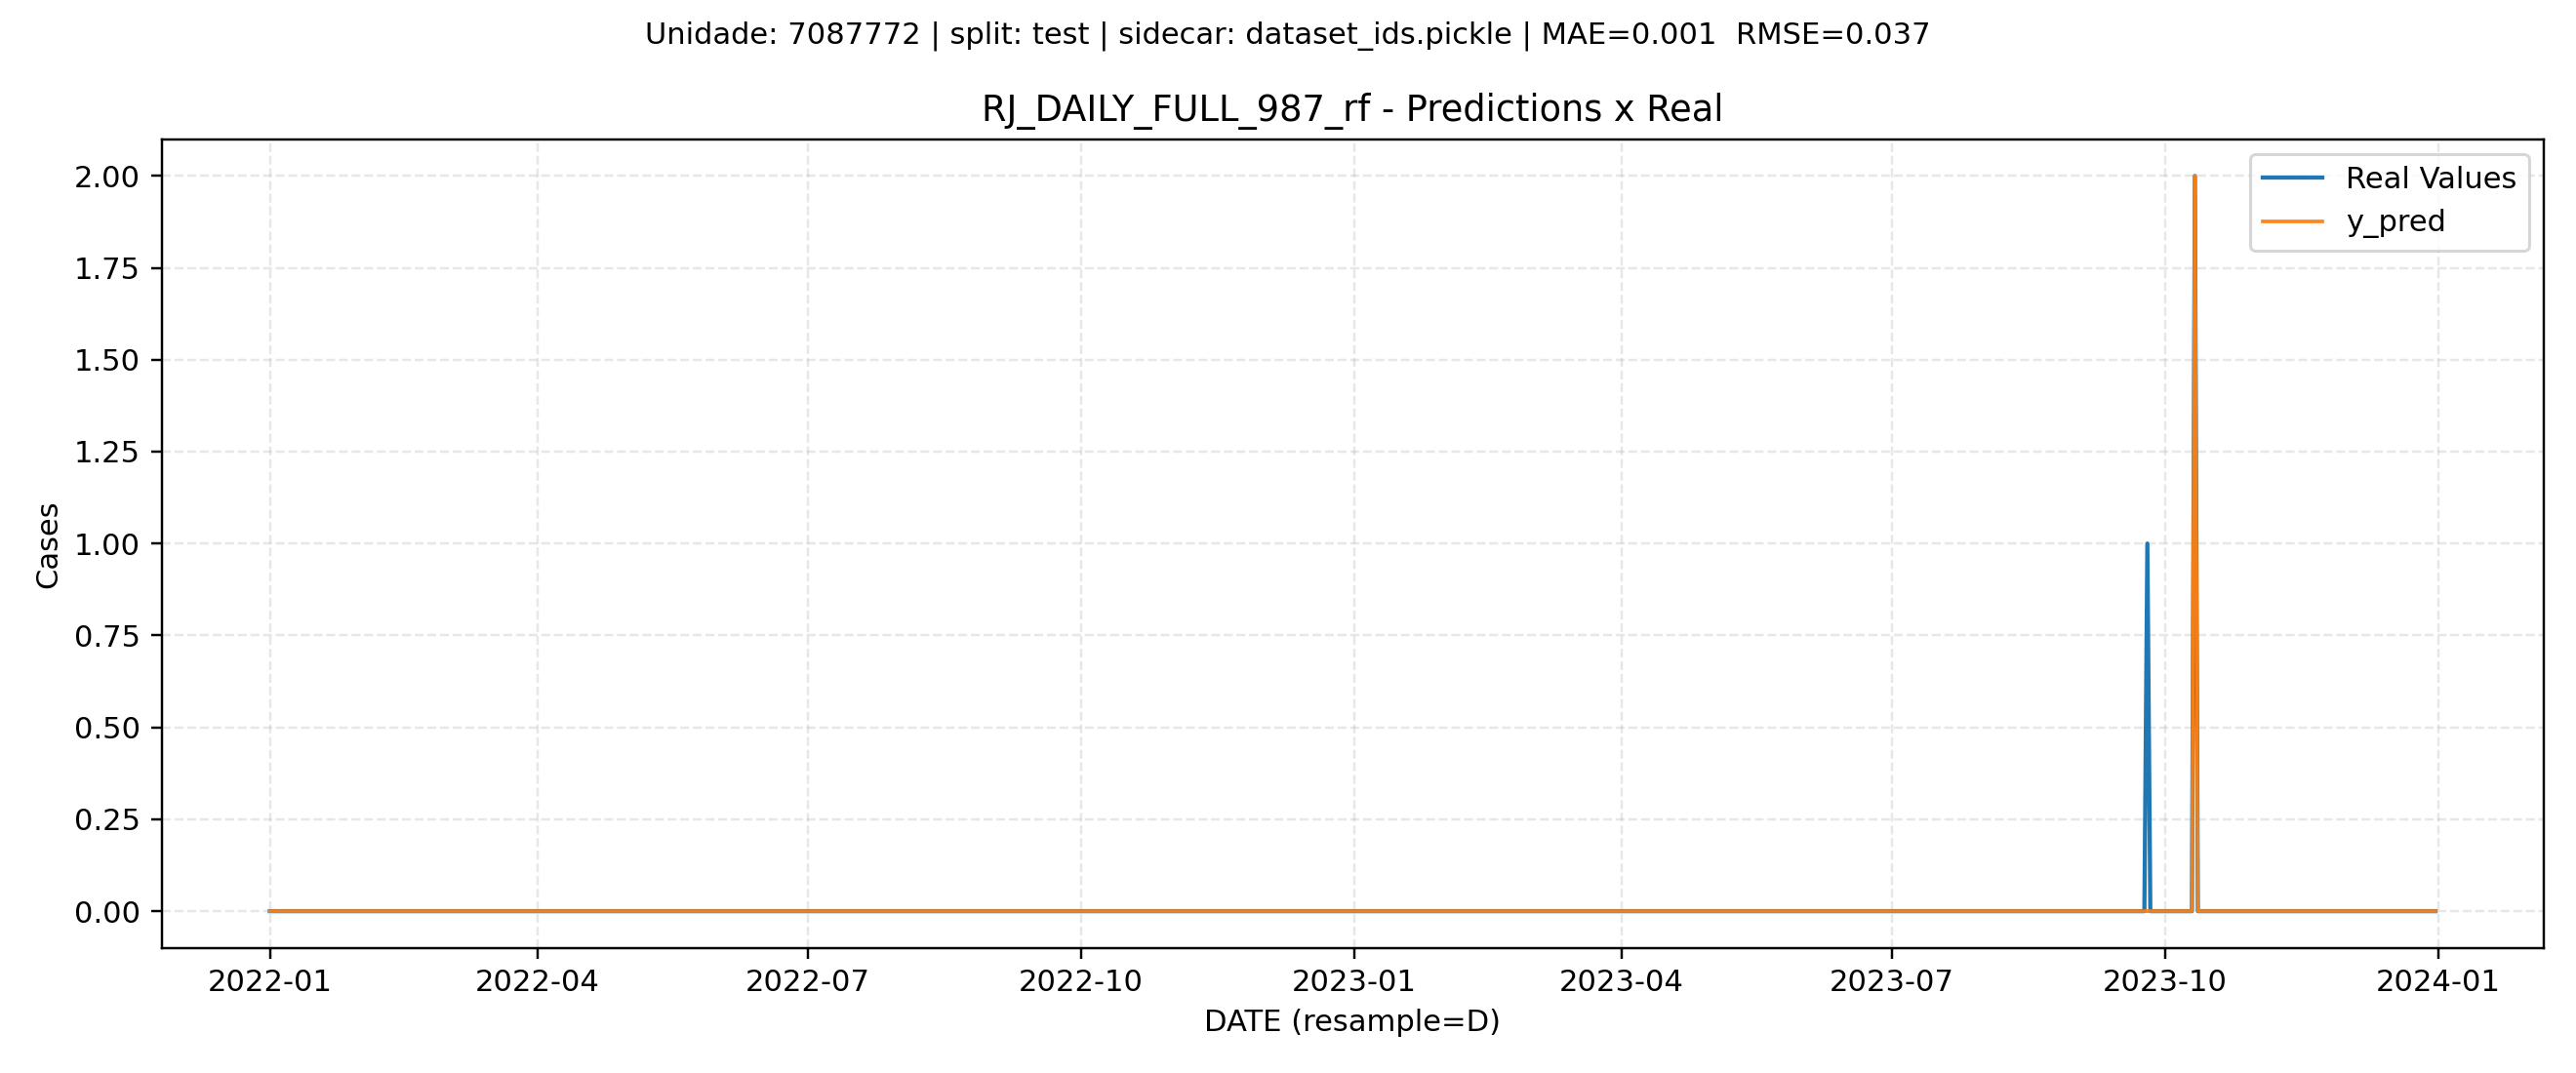 Unidade: 7087772 | split: test | sidecar: dataset_ids.pickle | MAE=0.001  RMSE=0.037
RJ_DAILY_FULL_987_rf - Predictions x Real
Real Values
y_pred
2.00
1.75
1.50
1.25
1.00
0.75
0.50
0.25
0.00
Cases
2022-01 2022-04 2022-07 2022-10 2023-01 2023-04 2023-07 2023-10 2024-01
DATE (resample=D)